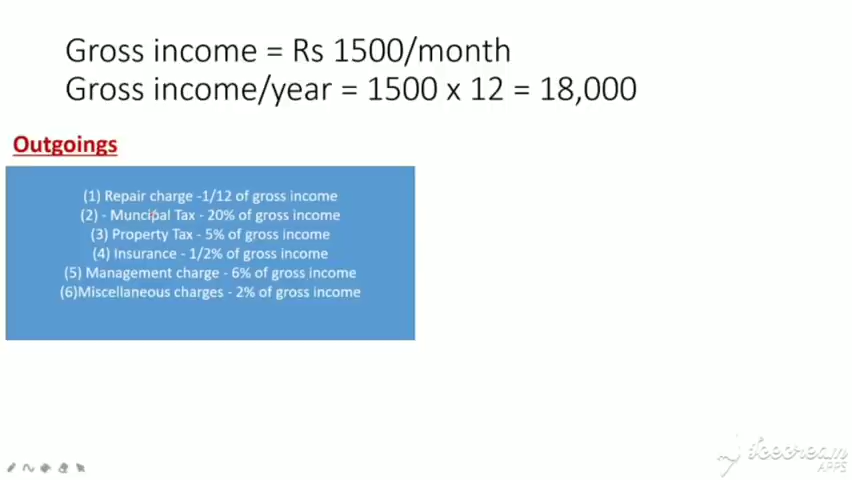 Gross income = Rs 1500/month
Gross income/year = 1500 x 12 = 18,000
Outgoings
(1) Repair charge -1/12 of gross income
(2) - Muncipal Tax - 20% of gross income
(3) Property Tax - 5% of gross income
(4) Insurance - 1/2% of gross income
(5) Management charge - 6% of gross income
(6)Miscellaneous charges - 2% of gross income
Icecream
APPS